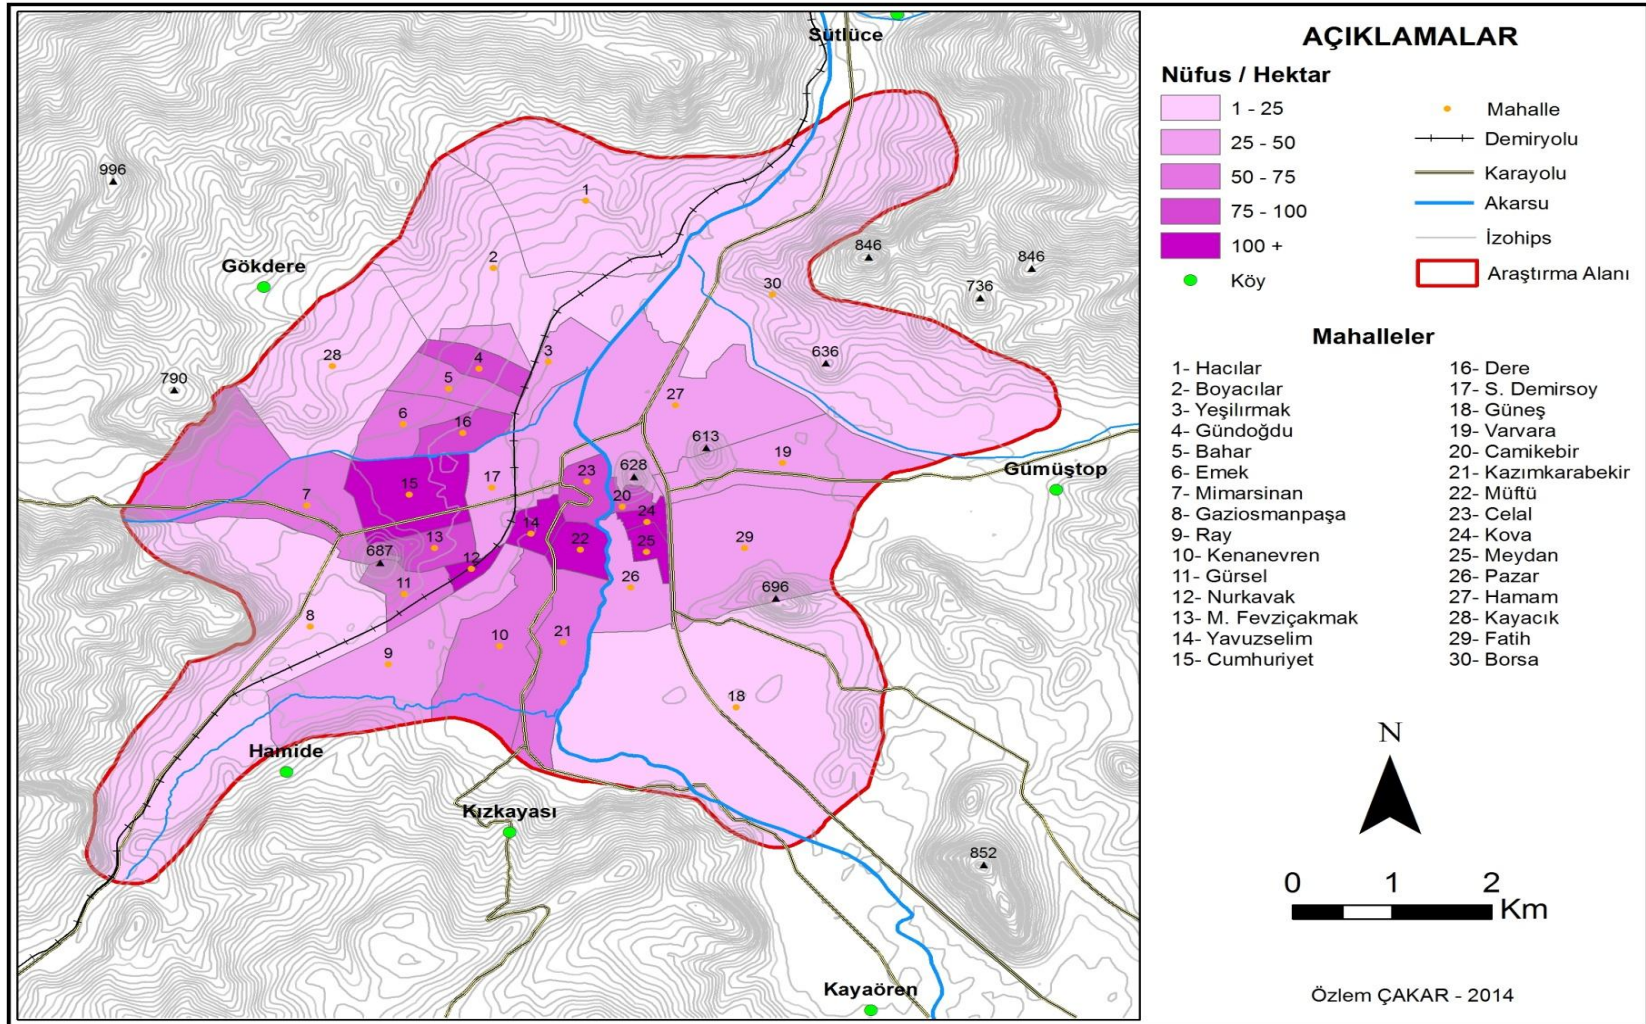 Sütlüce
996
1
846
846
2
Gökdere
30
736
28
4
3
636
790
5
27
6
16
613
19
Gümüştop
628
23
17
15
7
20
24
14
13
22
25
29
687
12
11
26
696
8
10
21
9
18
Hamide
Kızkayası
852
Kayaören
AÇIKLAMALAR
Nüfus / Hektar
1 - 25
25 - 50
50 - 75
75 - 100
100 +
Köy
Mahalle
Demiryolu
Karayolu
Akarsu
İzohips
Araştırma Alanı
Mahalleler
1- Hacılar
2- Boyacılar
3- Yeşilırmak
4- Gündoğdu
5- Bahar
6- Emek
7- Mimarsinan
8- Gaziosmanpaşa
9- Ray
10- Kenanevren
11- Gürsel
12- Nurkavak
13- M. Fevziçakmak
14- Yavuzselim
15- Cumhuriyet
16- Dere
17- S. Demirsoy
18- Güneş
19- Varvara
20- Camikebir
21- Kazımkarabekir
22- Müftü
23- Celal
24- Kova
25- Meydan
26- Pazar
27- Hamam
28- Kayacık
29- Fatih
30- Borsa
N
0 1 2
Km
Özlem ÇAKAR - 2014